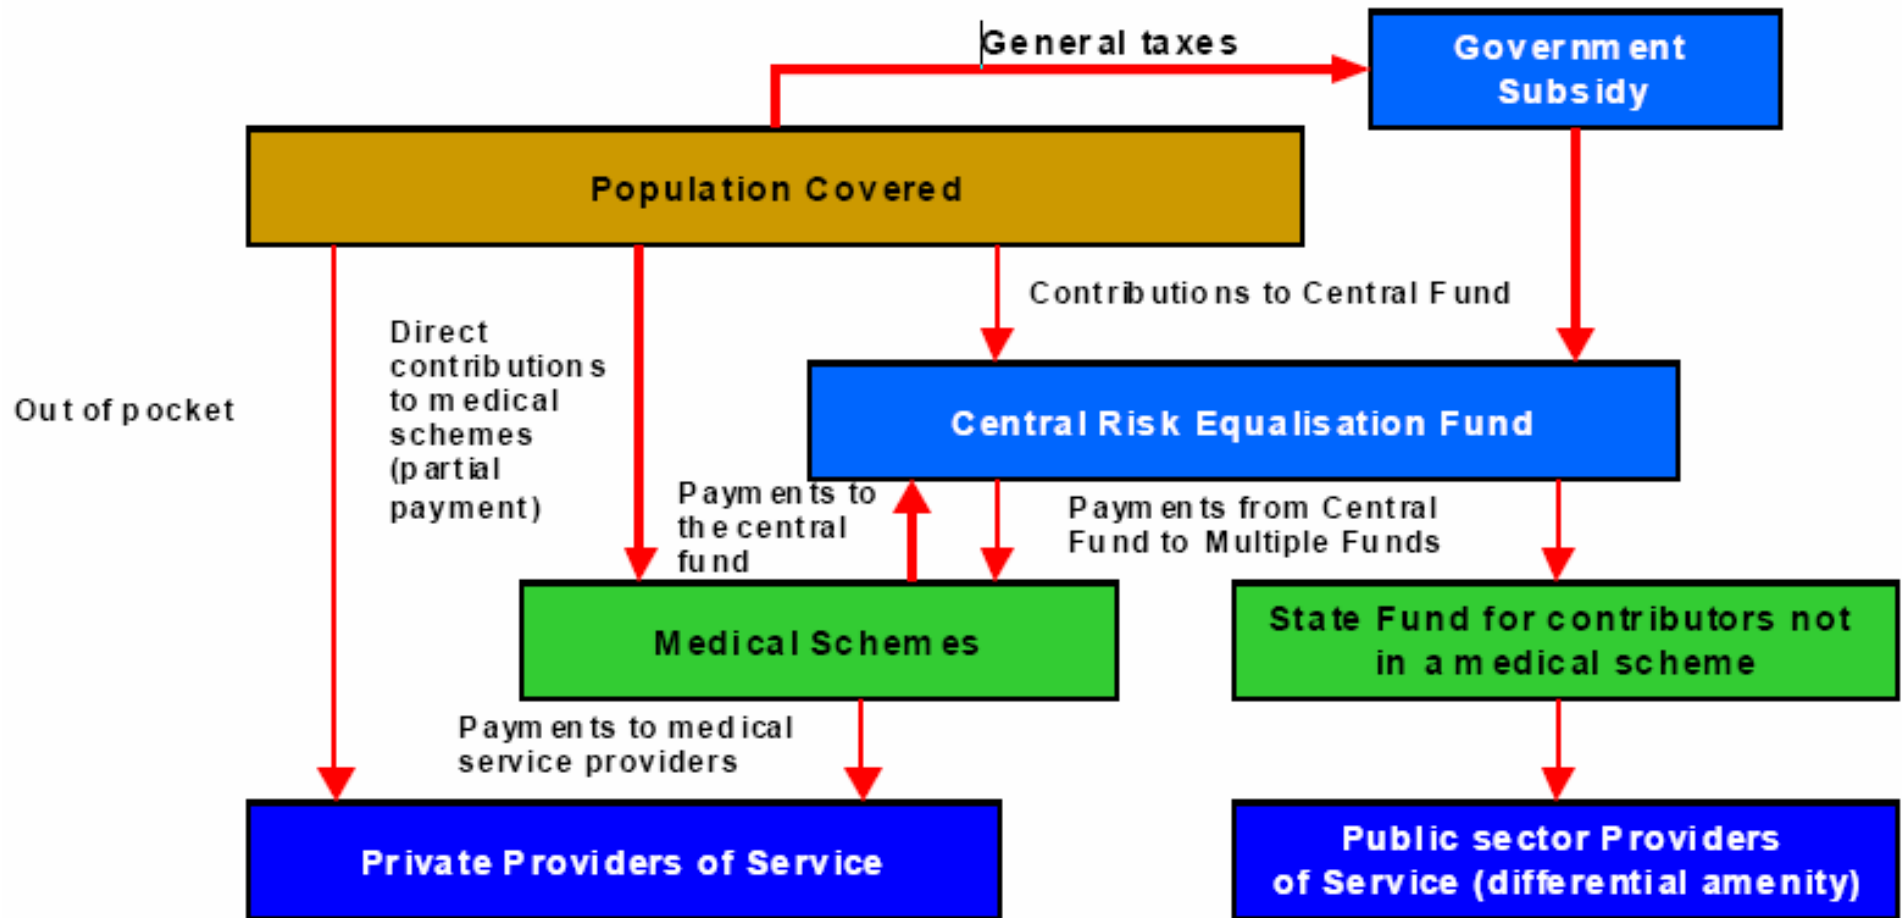 General taxes
Government
Subsidy
Population Covered
Contributions to Central Fund
Direct
contributions
to medical
schemes
(partial
payment)
Out of pocket
Central Risk Equalisation Fund
Payments to
the central
fund
Payments from Central
Fund to Multiple Funds
Medical Schemes
State Fund for contributors not
in a medical scheme
Payments to medical
service providers
Private Providers of Service
Public sector Providers
of Service (differential amenity)